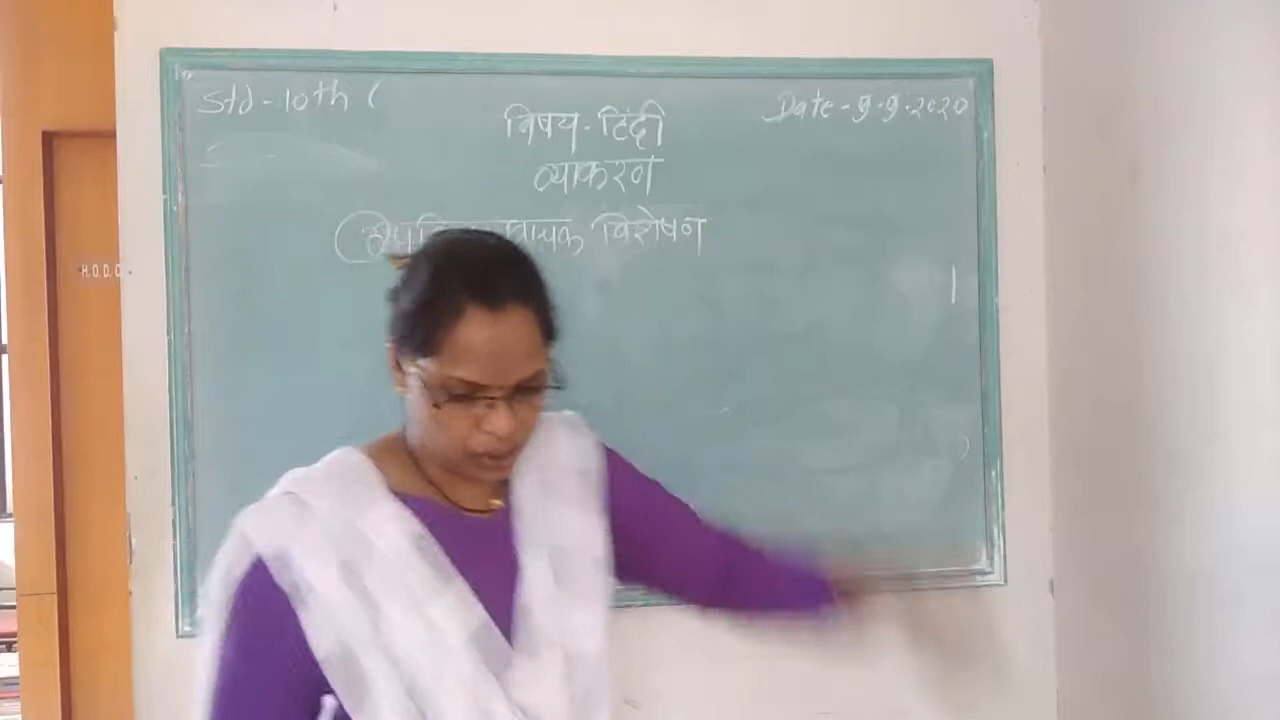 Std - 10th (
Date - 9.9.2020
विषय - हिंदी
व्याकरण
विशेषण
H.O.D.